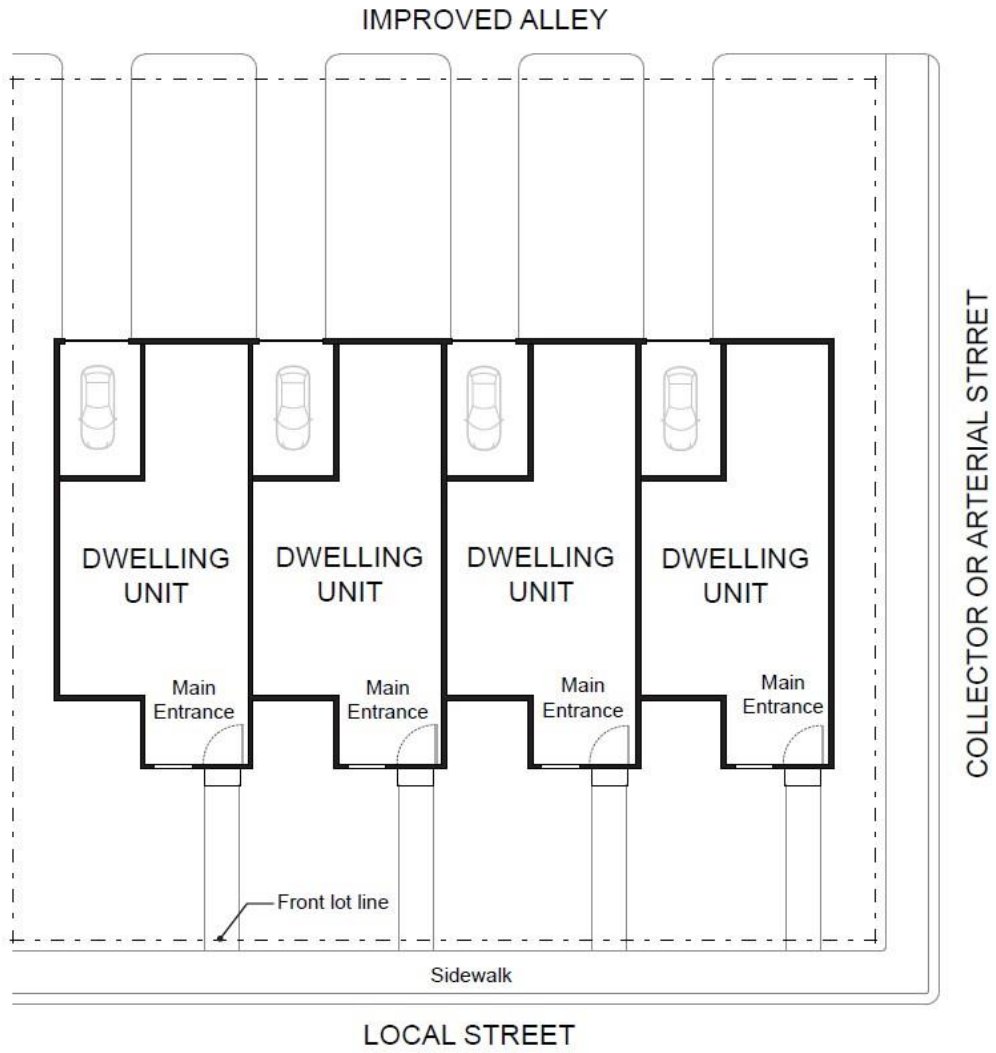 IMPROVED ALLEY
COLLECTOR OR ARTERIAL STRRET
DWELLING
UNIT
DWELLING
UNIT
DWELLING
UNIT
DWELLING
UNIT
Main
Entrance
Main
Entrance
Main
Entrance
Main
Entrance
Front lot line
Sidewalk
LOCAL STREET